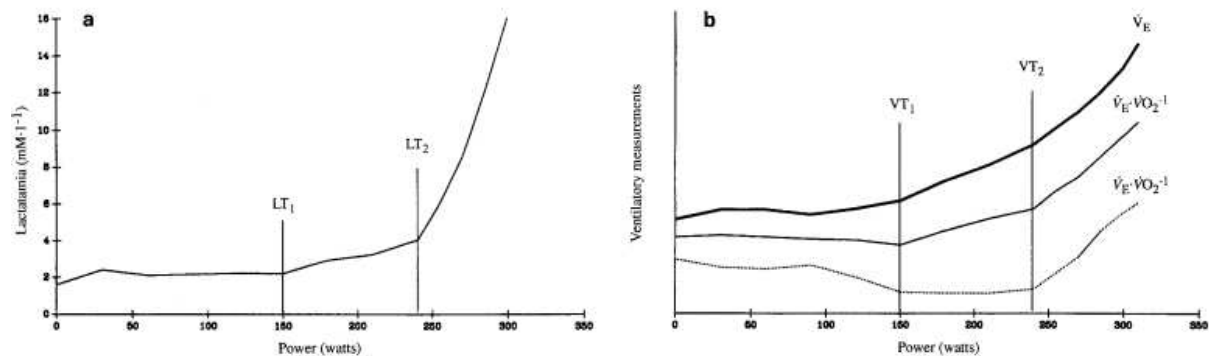 a
16
14
12
10
8
6
4
2
0
Lactatamia (mM·l⁻¹)
LT₁
LT₂
0 50 100 150 200 250 300 350
Power (watts)
b
V̇E
VT₂
VT₁
V̇E·V̇O₂⁻¹
V̇E·V̇O₂⁻¹
Ventilatory measurements
0 50 100 150 200 250 300 350
Power (watts)